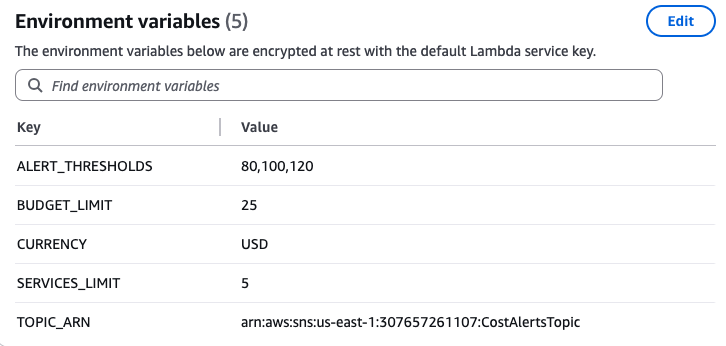 Environment variables (5)
Edit
The environment variables below are encrypted at rest with the default Lambda service key.
Find environment variables
Key Value
ALERT_THRESHOLDS 80,100,120
BUDGET_LIMIT 25
CURRENCY USD
SERVICES_LIMIT 5
TOPIC_ARN arn:aws:sns:us-east-1:307657261107:CostAlertsTopic